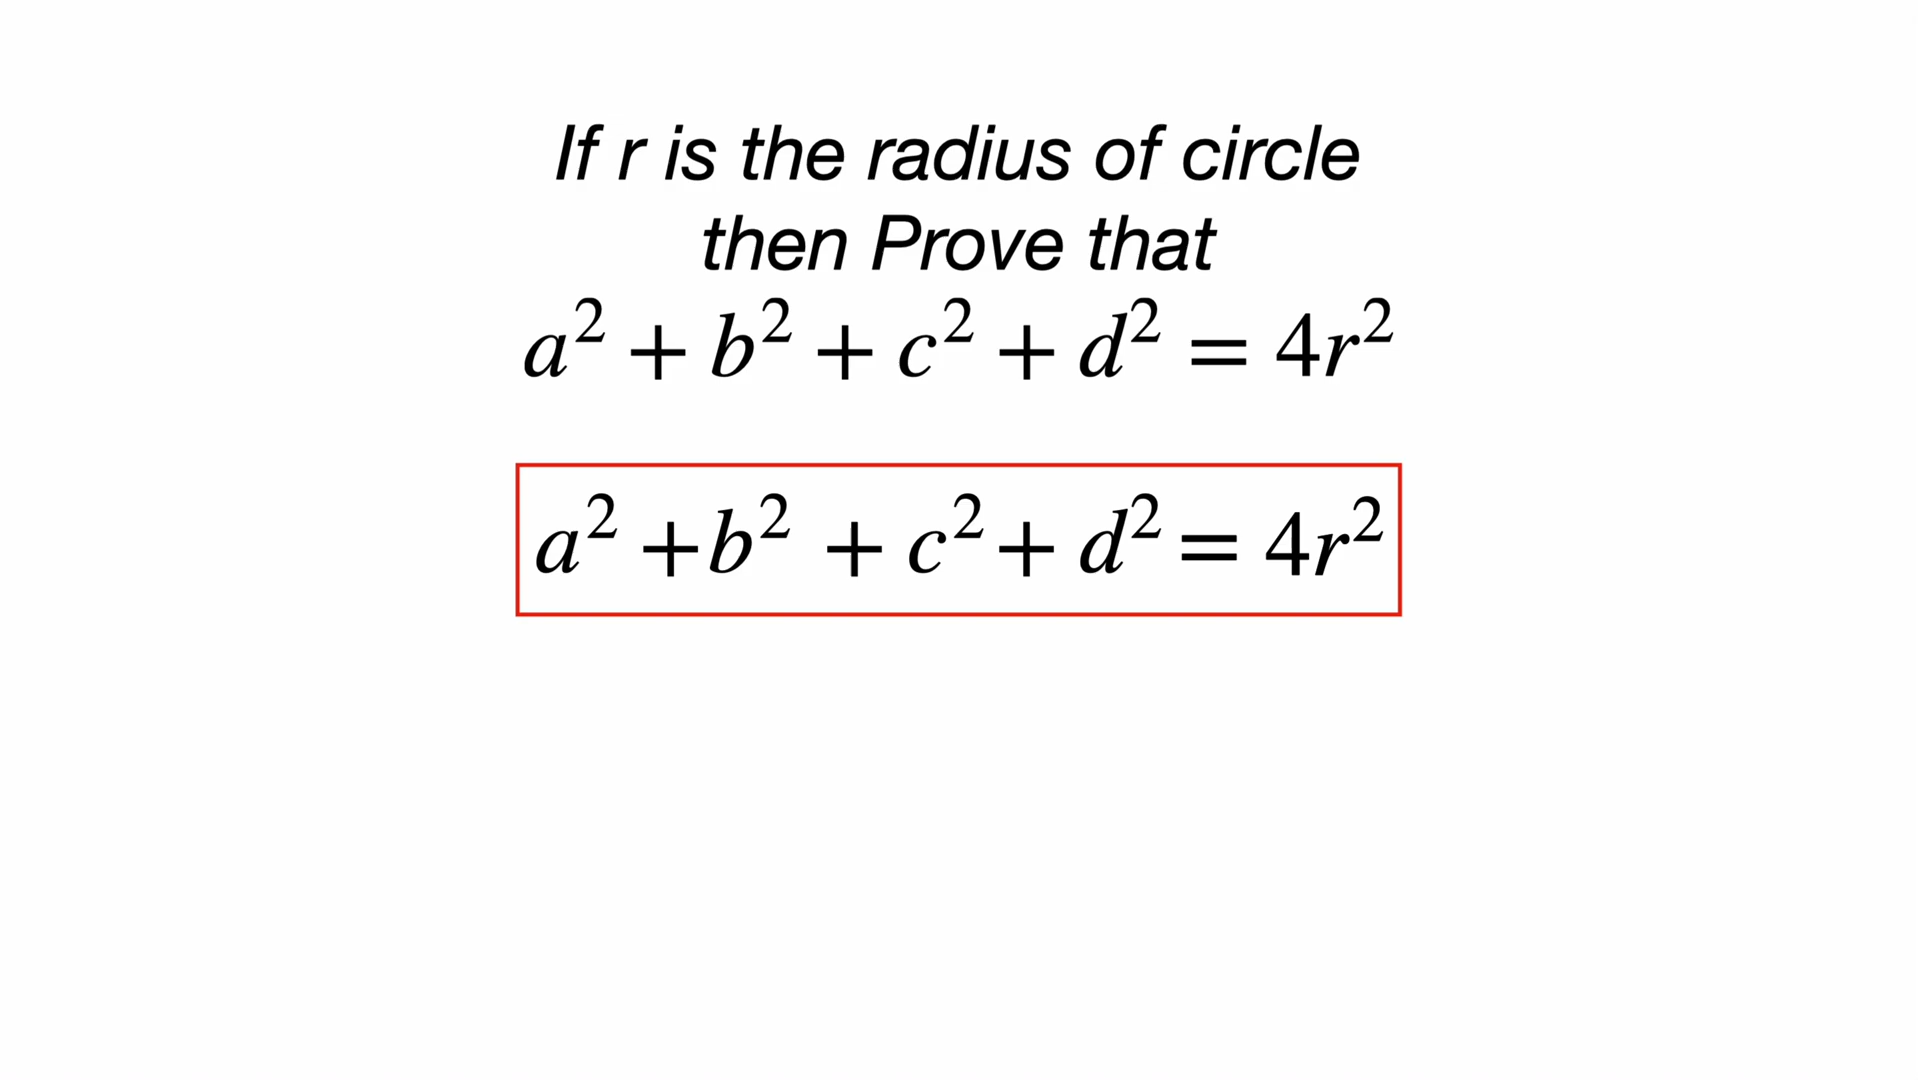 If r is the radius of circle
then Prove that
a² + b² + c² + d² = 4r²
a² +b² + c² + d² = 4r²